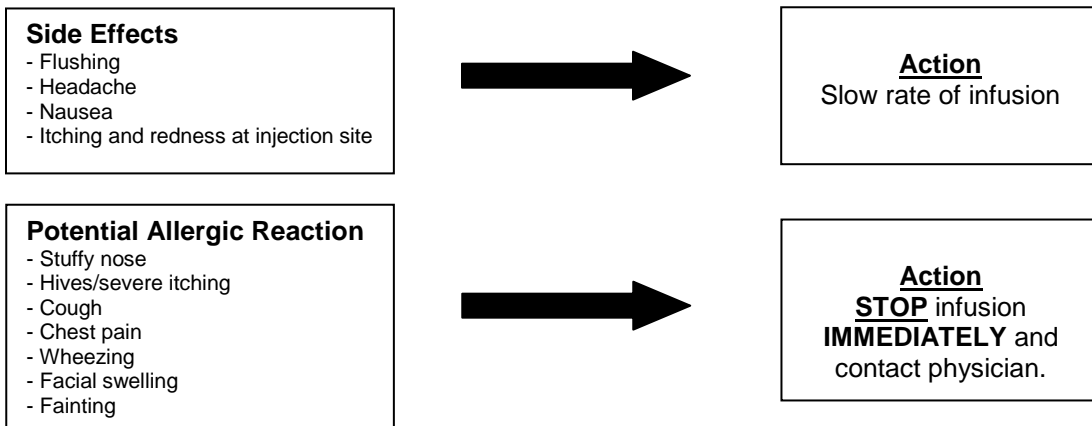 Side Effects
- Flushing
- Headache
- Nausea
- Itching and redness at injection site
Action
Slow rate of infusion
Potential Allergic Reaction
- Stuffy nose
- Hives/severe itching
- Cough
- Chest pain
- Wheezing
- Facial swelling
- Fainting
Action
STOP infusion
IMMEDIATELY and
contact physician.